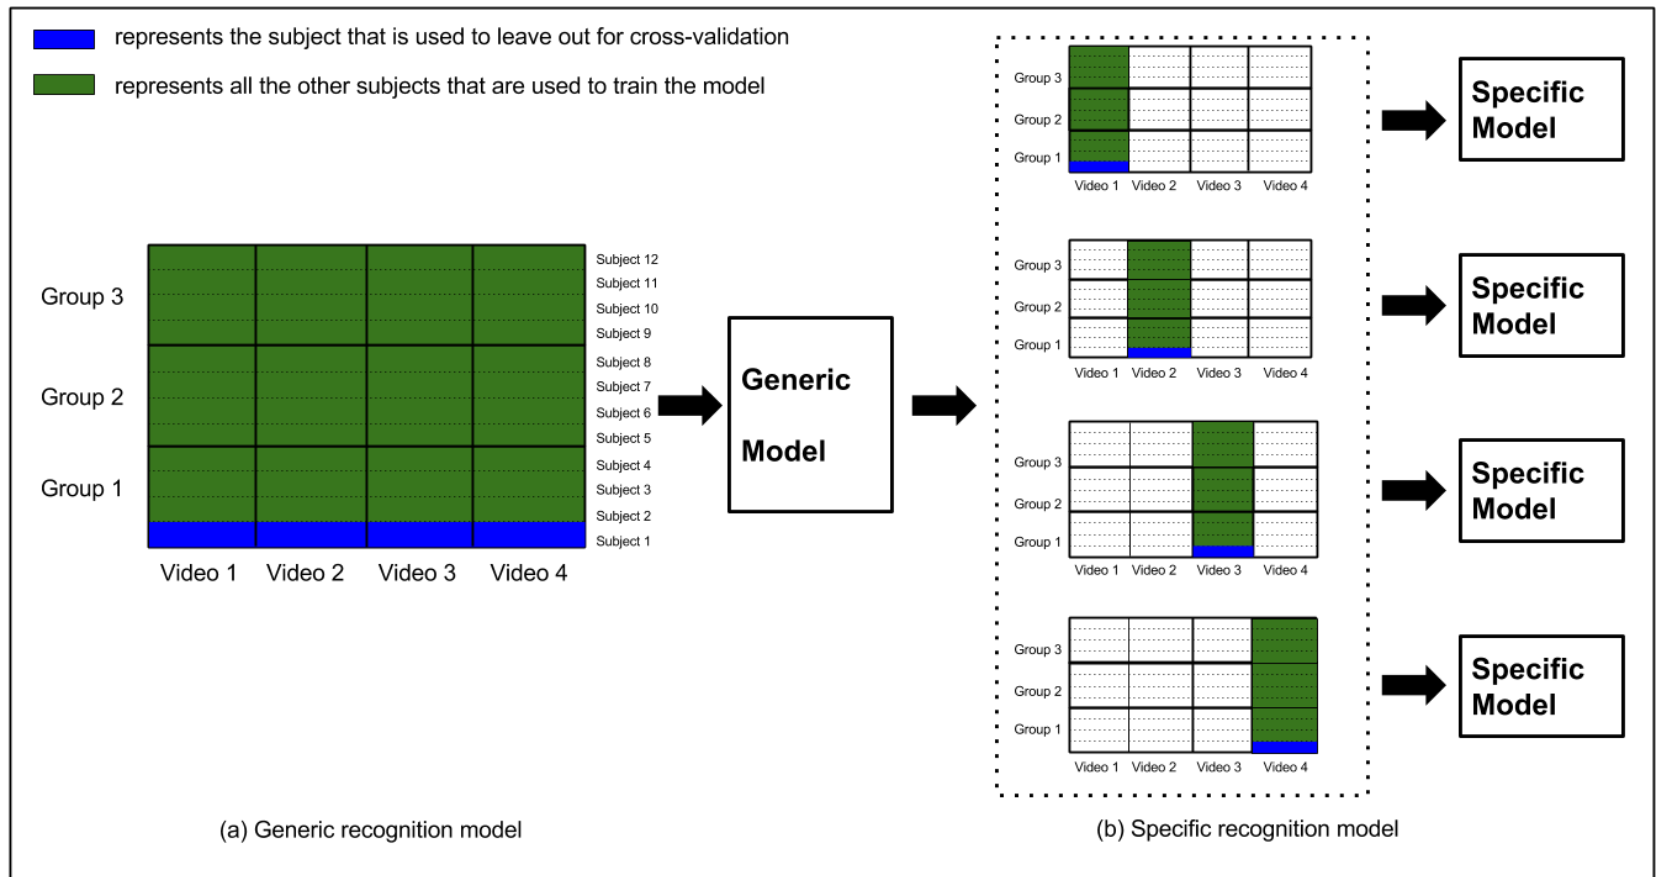 represents the subject that is used to leave out for cross-validation
represents all the other subjects that are used to train the model
Group 3
Group 2
Group 1
Subject 12
Subject 11
Subject 10
Subject 9
Subject 8
Subject 7
Subject 6
Subject 5
Subject 4
Subject 3
Subject 2
Subject 1
Video 1 Video 2 Video 3 Video 4
Generic
Model
(a) Generic recognition model
Group 3
Group 2
Group 1
Video 1 Video 2 Video 3 Video 4
Specific
Model
Group 3
Group 2
Group 1
Video 1 Video 2 Video 3 Video 4
Specific
Model
Group 3
Group 2
Group 1
Video 1 Video 2 Video 3 Video 4
Specific
Model
Group 3
Group 2
Group 1
Video 1 Video 2 Video 3 Video 4
Specific
Model
(b) Specific recognition model